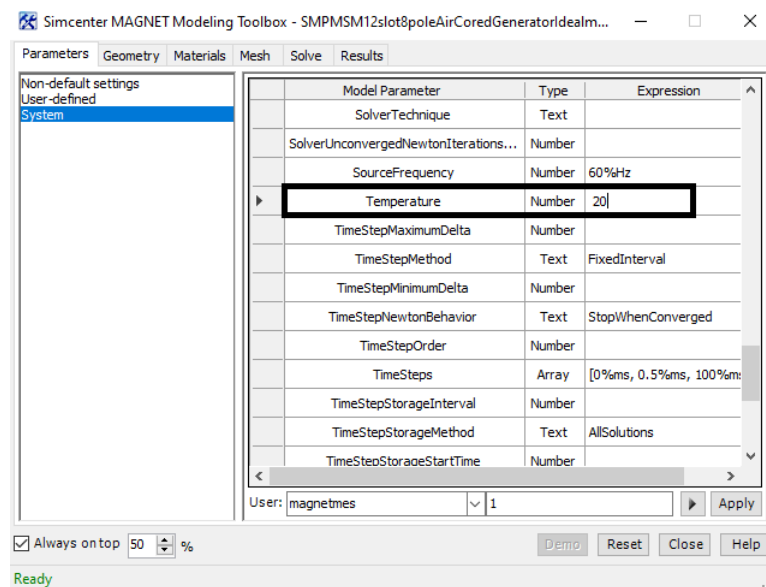 Simcenter MAGNET Modeling Toolbox - SMPMSM12slot8poleAirCoredGeneratorIdealm...
Parameters Geometry Materials Mesh Solve Results
Non-default settings
User-defined
System
Model Parameter Type Expression
SolverTechnique Text
SolverUnconvergedNewtonIterations... Number
SourceFrequency Number 60%Hz
Temperature Number 20
TimeStepMaximumDelta Number
TimeStepMethod Text FixedInterval
TimeStepMinimumDelta Number
TimeStepNewtonBehavior Text StopWhenConverged
TimeStepOrder Number
TimeSteps Array [0%ms, 0.5%ms, 100%ms
TimeStepStorageInterval Number
TimeStepStorageMethod Text AllSolutions
TimeStepStorageStartTime Number
User: magnetmes 1 Apply
Always on top 50 % Demo Reset Close Help
Ready